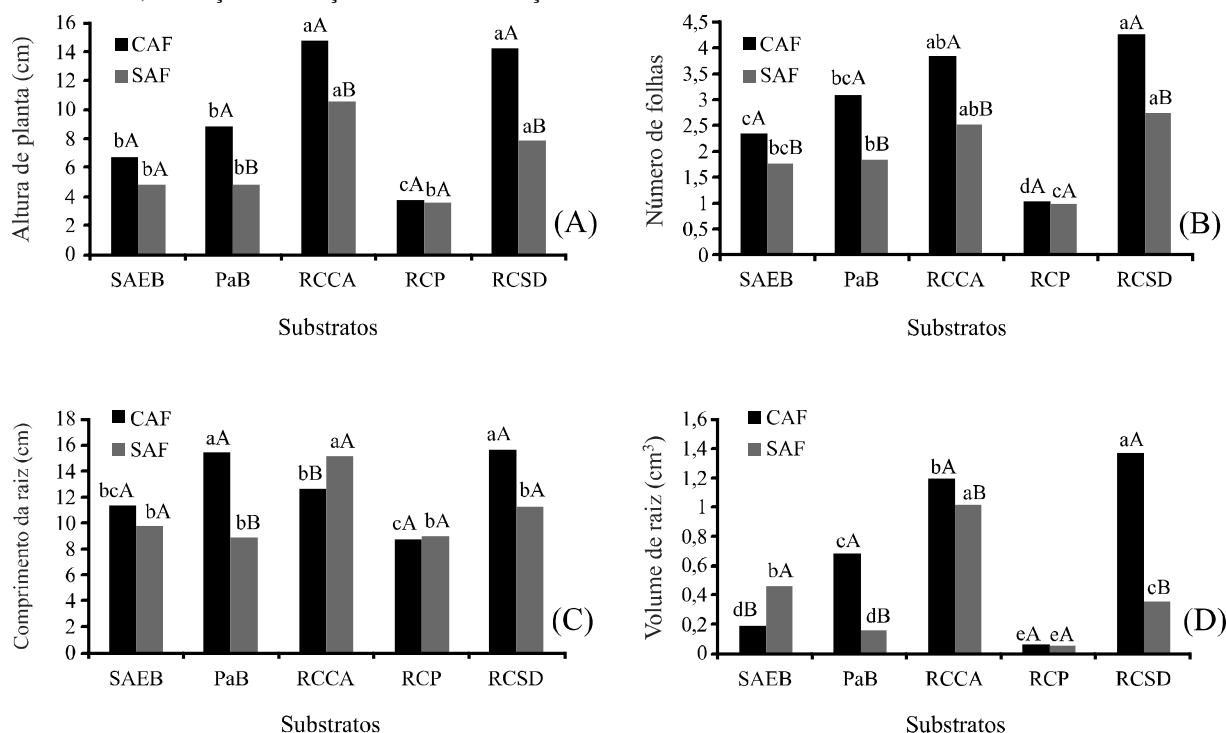 16
14
12
10
8
6
4
2
0
Altura de planta (cm)
CAF
SAF
bA
bA
bA
bB
aA
aB
cA
bA
aA
aB
(A)
SAEB
PaB
RCCA
RCP
RCSD
Substratos
4,5
4
3,5
3
2,5
2
1,5
1
0,5
0
Número de folhas
CAF
SAF
cA
bcB
bcA
bB
abA
abB
dA
cA
aA
aB
(B)
SAEB
PaB
RCCA
RCP
RCSD
Substratos
18
16
14
12
10
8
6
4
2
0
Comprimento da raiz (cm)
CAF
SAF
bcA
bA
aA
bB
bB
aA
cA
bA
aA
bA
(C)
SAEB
PaB
RCCA
RCP
RCSD
Substratos
1,6
1,4
1,2
1
0,8
0,6
0,4
0,2
0
Volume de raiz (cm³)
CAF
SAF
dB
bA
cA
dB
bA
aB
eA
eA
aA
cB
(D)
SAEB
PaB
RCCA
RCP
RCSD
Substratos